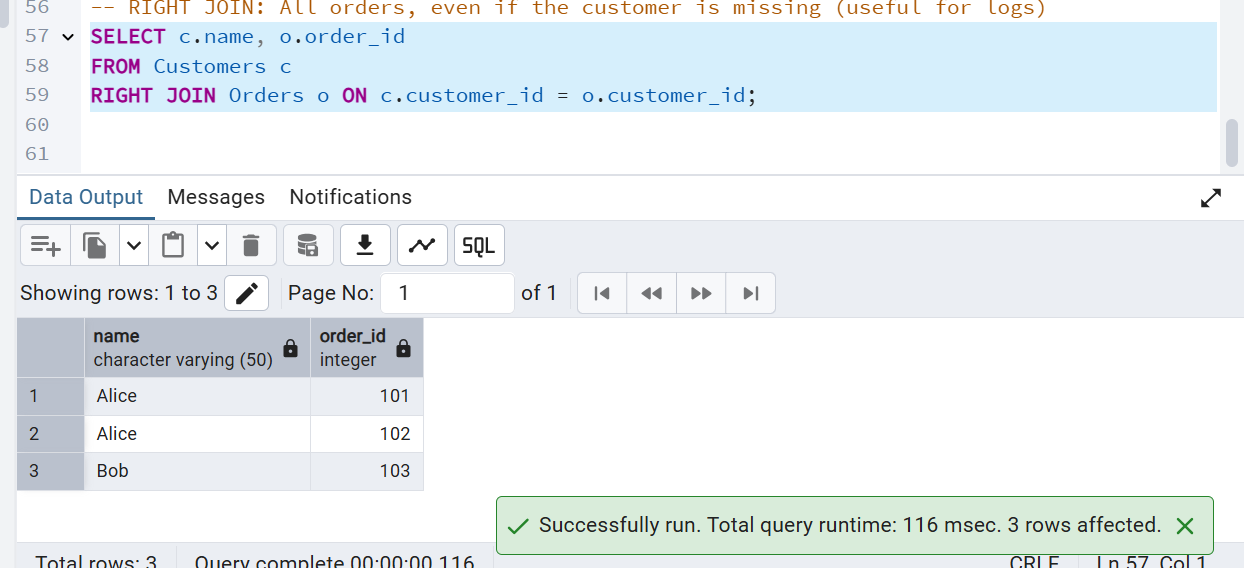 56 -- RIGHT JOIN: All orders, even if the customer is missing (useful for logs)
57 SELECT c.name, o.order_id
58 FROM Customers c
59 RIGHT JOIN Orders o ON c.customer_id = o.customer_id;
60
61
Data Output Messages Notifications
SQL
Showing rows: 1 to 3 Page No: 1 of 1
name order_id
character varying (50) integer
1 Alice 101
2 Alice 102
3 Bob 103
Successfully run. Total query runtime: 116 msec. 3 rows affected.
Total rows: 3 Query complete 00:00:00.116 CRLF Ln 57, Col 1